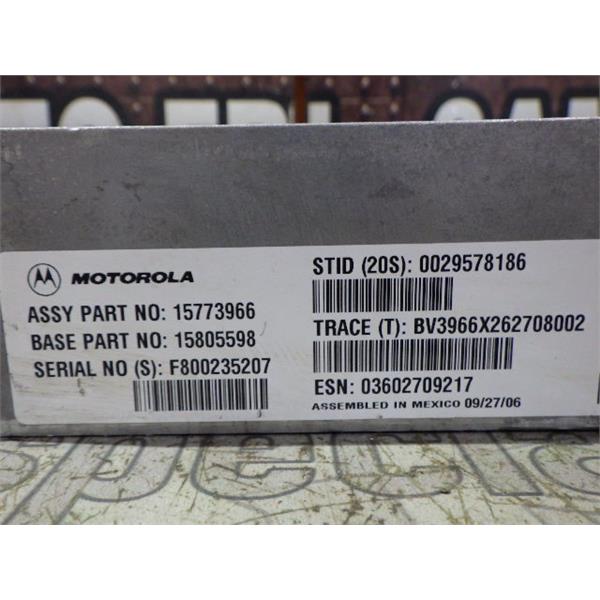 MOTOROLA
ASSY PART NO: 15773966
BASE PART NO: 15805598
SERIAL NO (S): F800235207
STID (20S): 0029578186
TRACE (T): BV3966X262708002
ESN: 03602709217
ASSEMBLED IN MEXICO 09/27/06